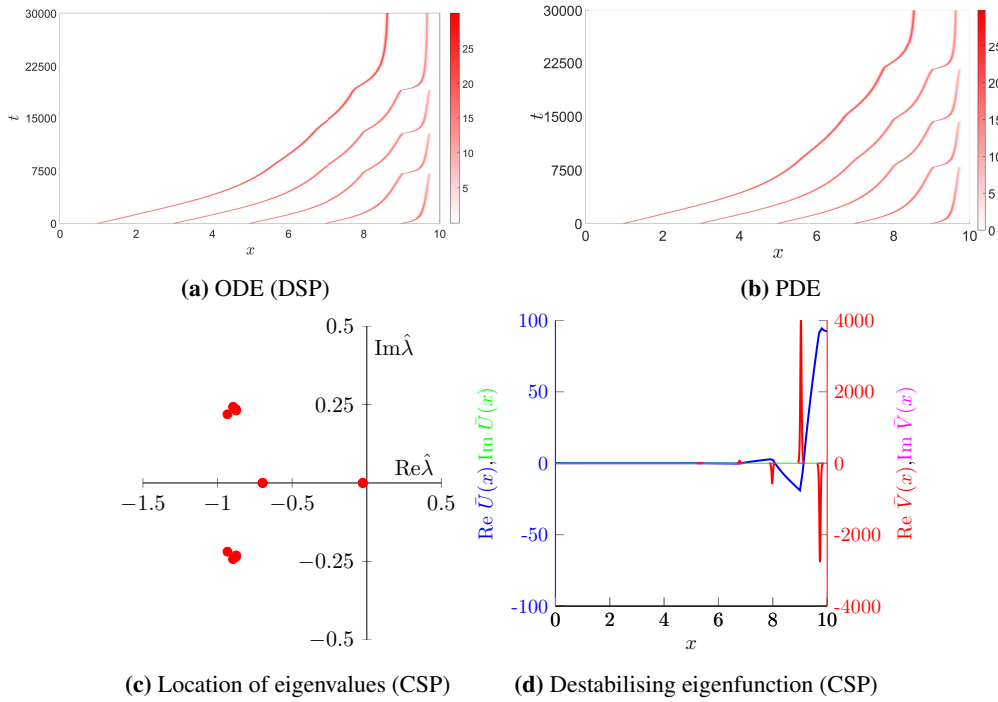 30000
22500
15000
7500
0
t
0 2 4 6 8 10
x
25
20
15
10
5
(a) ODE (DSP)
30000
22500
15000
7500
0
t
0 2 4 6 8 10
x
25
20
15
10
5
0
(b) PDE
0.5
Im λ̂
0.25
Re λ̂
−1.5 −1 −0.5 0.5
−0.25
−0.5
(c) Location of eigenvalues (CSP)
100
50
0
-50
-100
Re Ū(x), Im Ū(x)
0 2 4 6 8 10
x
4000
2000
0
-2000
-4000
Re V̄(x), Im V̄(x)
(d) Destabilising eigenfunction (CSP)